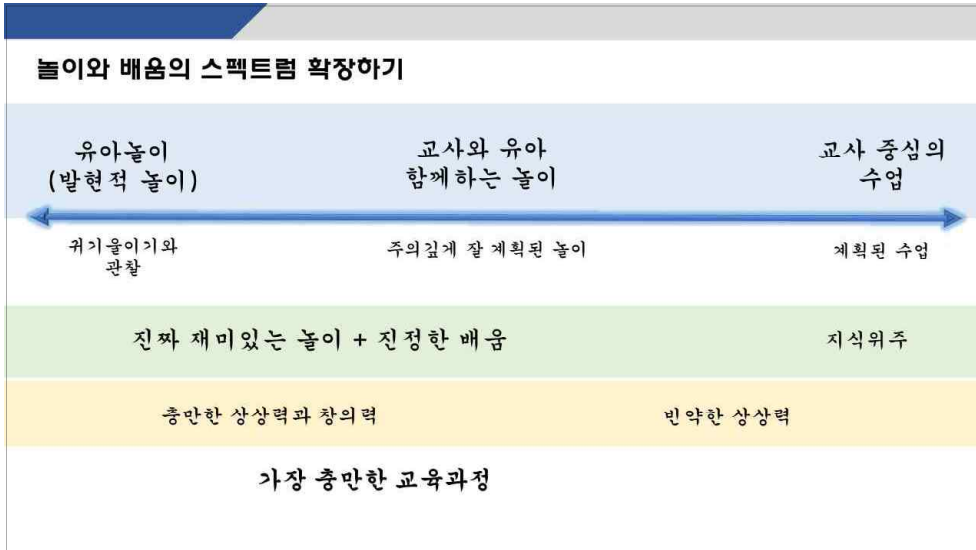 놀이와 배움의 스펙트럼 확장하기
유아놀이
(발현적 놀이)
교사와 유아
함께하는 놀이
교사 중심의
수업
귀기울이기와
관찰
주의깊게 잘 계획된 놀이
계획된 수업
진짜 재미있는 놀이 + 진정한 배움
지식위주
충만한 상상력과 창의력
빈약한 상상력
가장 충만한 교육과정